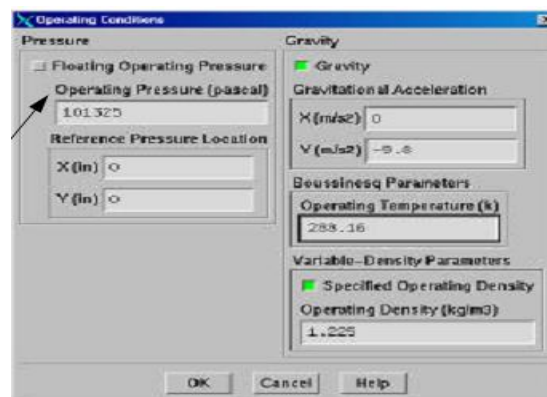 Operating Conditions
Pressure
Floating Operating Pressure
Operating Pressure (pascal)
101325
Reference Pressure Location
X (in) 0
Y (in) 0
Gravity
Gravity
Gravitational Acceleration
X (m/s2) 0
Y (m/s2) -9.8
Boussinesq Parameters
Operating Temperature (k)
288.16
Variable-Density Parameters
Specified Operating Density
Operating Density (kg/m3)
1.225
OK Cancel Help